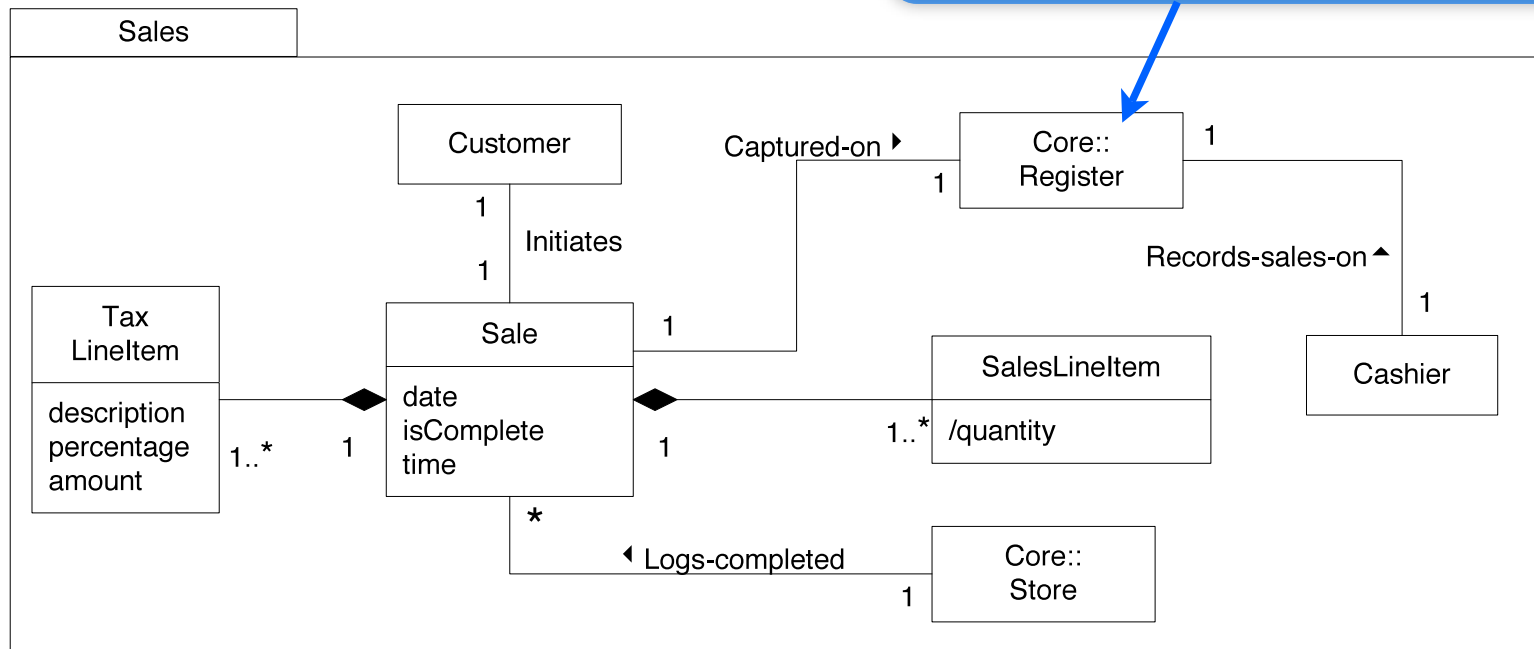 Sales
Customer
Captured-on
Core::
Register
1
1
1
Initiates
1
Records-sales-on
1
Tax
LineItem
description
percentage
amount
1..*
1
Sale
date
isComplete
time
1
1
SalesLineItem
/quantity
1..*
Cashier
*
Logs-completed
1
Core::
Store